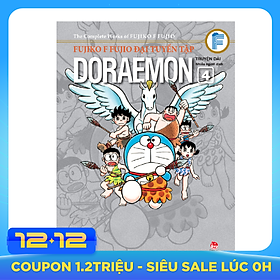 The Complete Works of FUJIKO F FUJIO
FUJIKO F FUJIO ĐẠI TUYỂN TẬP
DORAEMON 4
F
TRUYỆN DÀI
12•12
COUPON 1.2TRIỆU - SIÊU SALE LÚC 0H